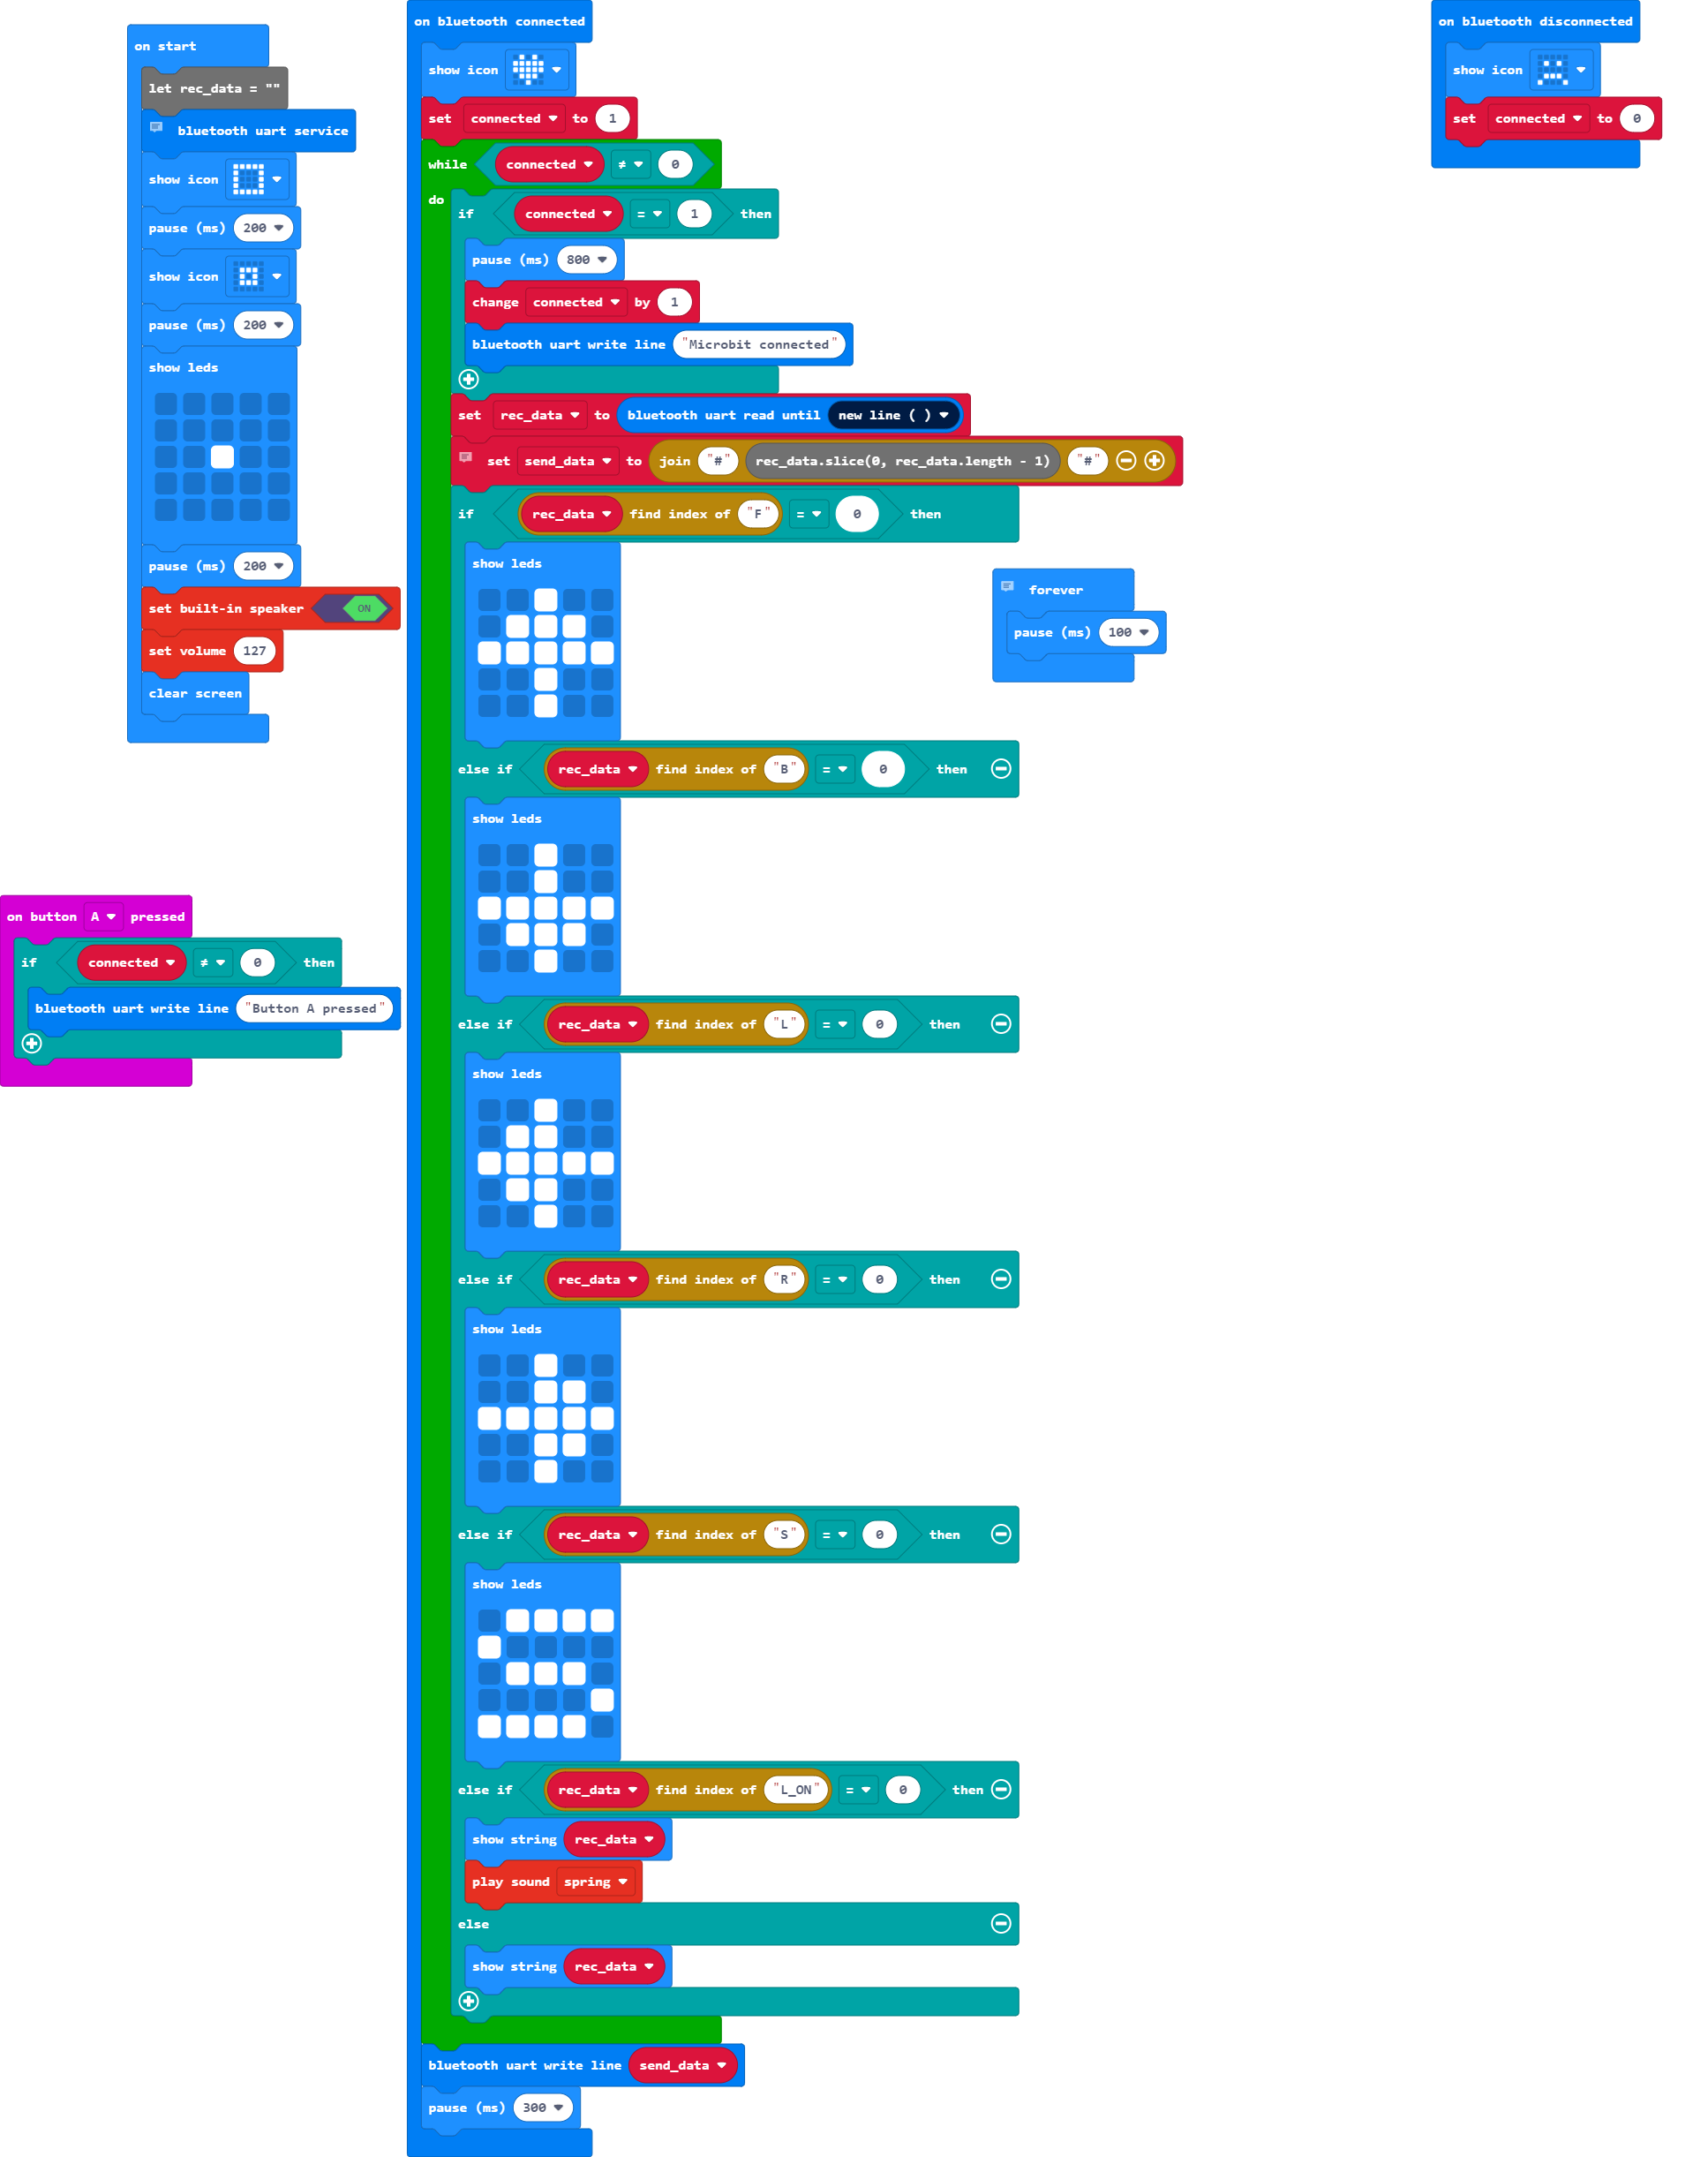 on start
let rec_data = ""
bluetooth uart service
show icon
pause (ms) 200
show icon
pause (ms) 200
show leds
pause (ms) 200
set built-in speaker ON
set volume 127
clear screen
on button A pressed
if connected ≠ 0 then
bluetooth uart write line "Button A pressed"
on bluetooth connected
show icon
set connected to 1
while connected ≠ 0
do
if connected = 1 then
pause (ms) 800
change connected by 1
bluetooth uart write line "Microbit connected"
set rec_data to bluetooth uart read until new line ( )
set send_data to join "#" rec_data.slice(0, rec_data.length - 1) "#"
if rec_data find index of "F" = 0 then
show leds
else if rec_data find index of "B" = 0 then
show leds
else if rec_data find index of "L" = 0 then
show leds
else if rec_data find index of "R" = 0 then
show leds
else if rec_data find index of "S" = 0 then
show leds
else if rec_data find index of "L_ON" = 0 then
show string rec_data
play sound spring
else
show string rec_data
bluetooth uart write line send_data
pause (ms) 300
forever
pause (ms) 100
on bluetooth disconnected
show icon
set connected to 0